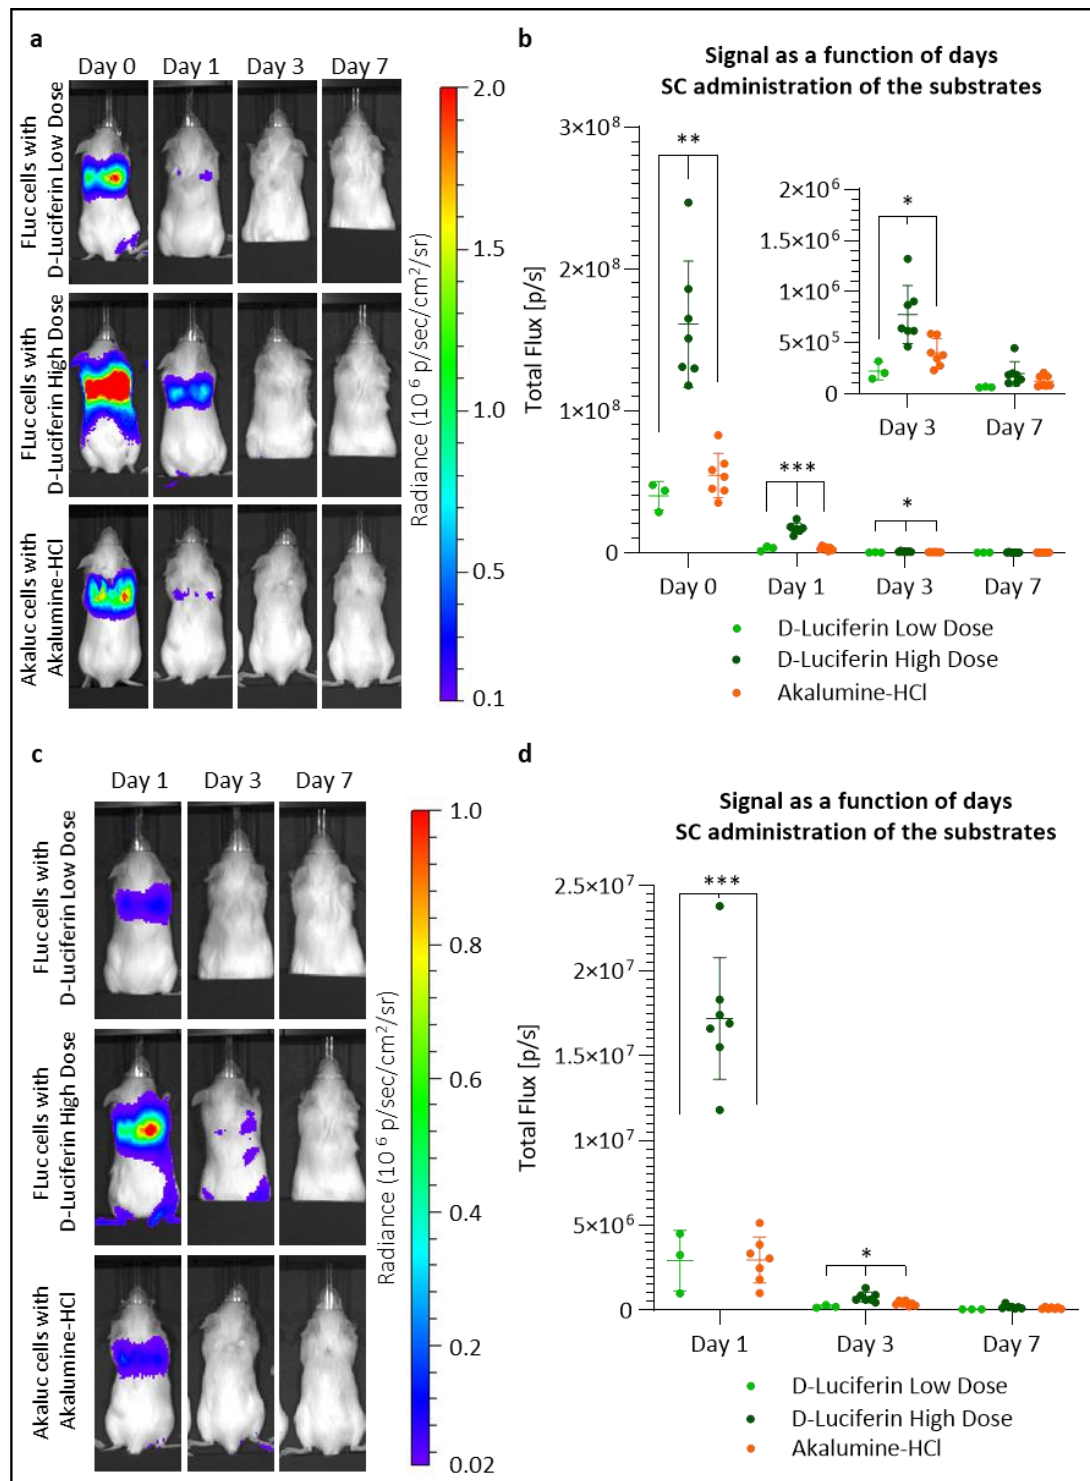 a
Day 0 Day 1 Day 3 Day 7
FLuc cells with
D-Luciferin Low Dose
FLuc cells with
D-Luciferin High Dose
Akaluc cells with
Akalumine-HCl
2.0
1.5
1.0
0.5
0.1
Radiance (10⁶ p/sec/cm²/sr)
b
Signal as a function of days
SC administration of the substrates
Total Flux [p/s]
3×10⁸
2×10⁸
1×10⁸
0
**
***
*
Day 0 Day 1 Day 3 Day 7
2×10⁶
1.5×10⁶
1×10⁶
5×10⁵
0
*
Day 3 Day 7
D-Luciferin Low Dose
D-Luciferin High Dose
Akalumine-HCl
c
Day 1 Day 3 Day 7
FLuc cells with
D-Luciferin Low Dose
FLuc cells with
D-Luciferin High Dose
Akaluc cells with
Akalumine-HCl
1.0
0.8
0.6
0.4
0.2
0.02
Radiance (10⁶ p/sec/cm²/sr)
d
Signal as a function of days
SC administration of the substrates
Total Flux [p/s]
2.5×10⁷
2×10⁷
1.5×10⁷
1×10⁷
5×10⁶
0
***
*
Day 1 Day 3 Day 7
D-Luciferin Low Dose
D-Luciferin High Dose
Akalumine-HCl